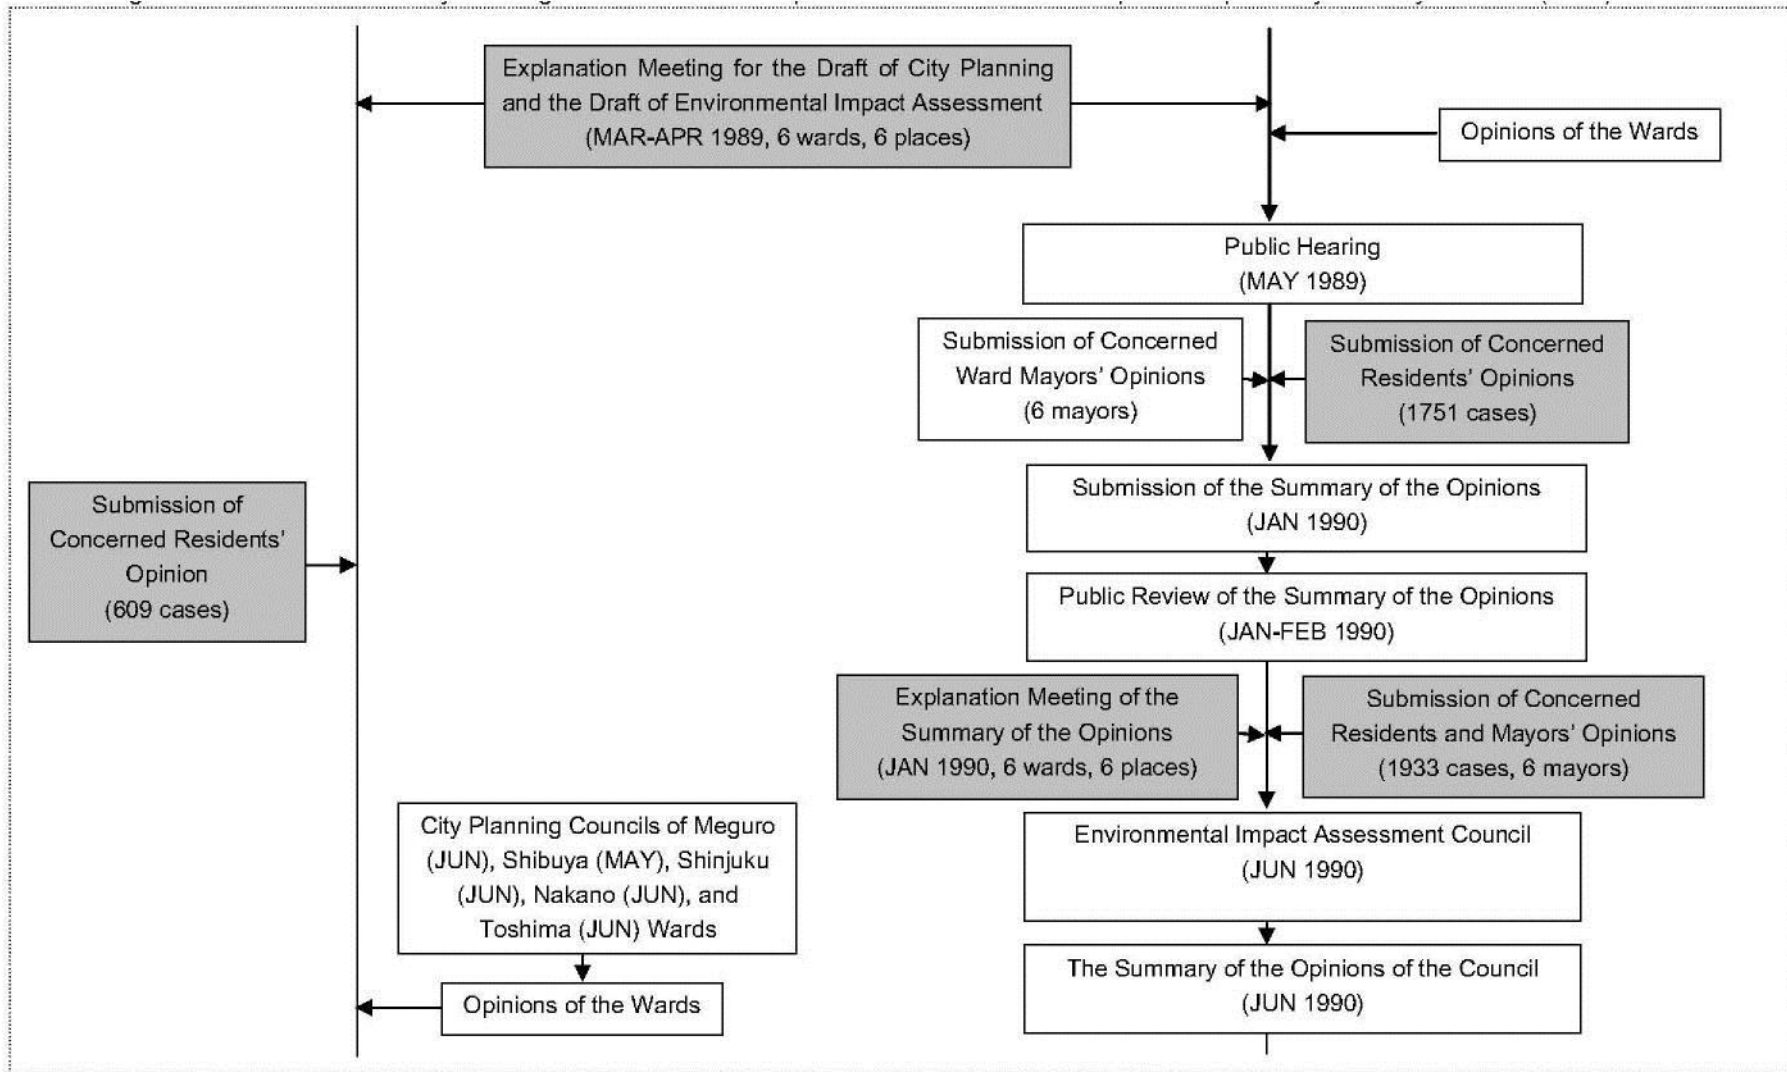 Explanation Meeting for the Draft of City Planning
and the Draft of Environmental Impact Assessment
(MAR-APR 1989, 6 wards, 6 places)
Opinions of the Wards
Public Hearing
(MAY 1989)
Submission of Concerned
Ward Mayors' Opinions
(6 mayors)
Submission of Concerned
Residents' Opinions
(1751 cases)
Submission of the Summary of the Opinions
(JAN 1990)
Submission of
Concerned Residents'
Opinion
(609 cases)
Public Review of the Summary of the Opinions
(JAN-FEB 1990)
Explanation Meeting of the
Summary of the Opinions
(JAN 1990, 6 wards, 6 places)
Submission of Concerned
Residents and Mayors' Opinions
(1933 cases, 6 mayors)
City Planning Councils of Meguro
(JUN), Shibuya (MAY), Shinjuku
(JUN), Nakano (JUN), and
Toshima (JUN) Wards
Environmental Impact Assessment Council
(JUN 1990)
Opinions of the Wards
The Summary of the Opinions of the Council
(JUN 1990)